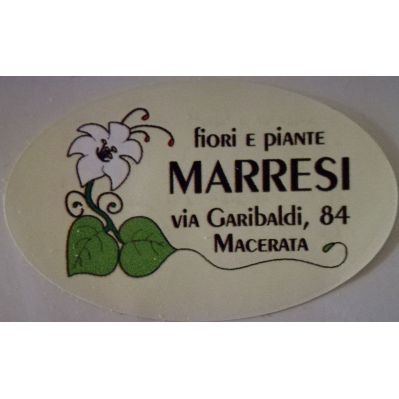 fiori e piante
MARRESI
via Garibaldi, 84
Macerata